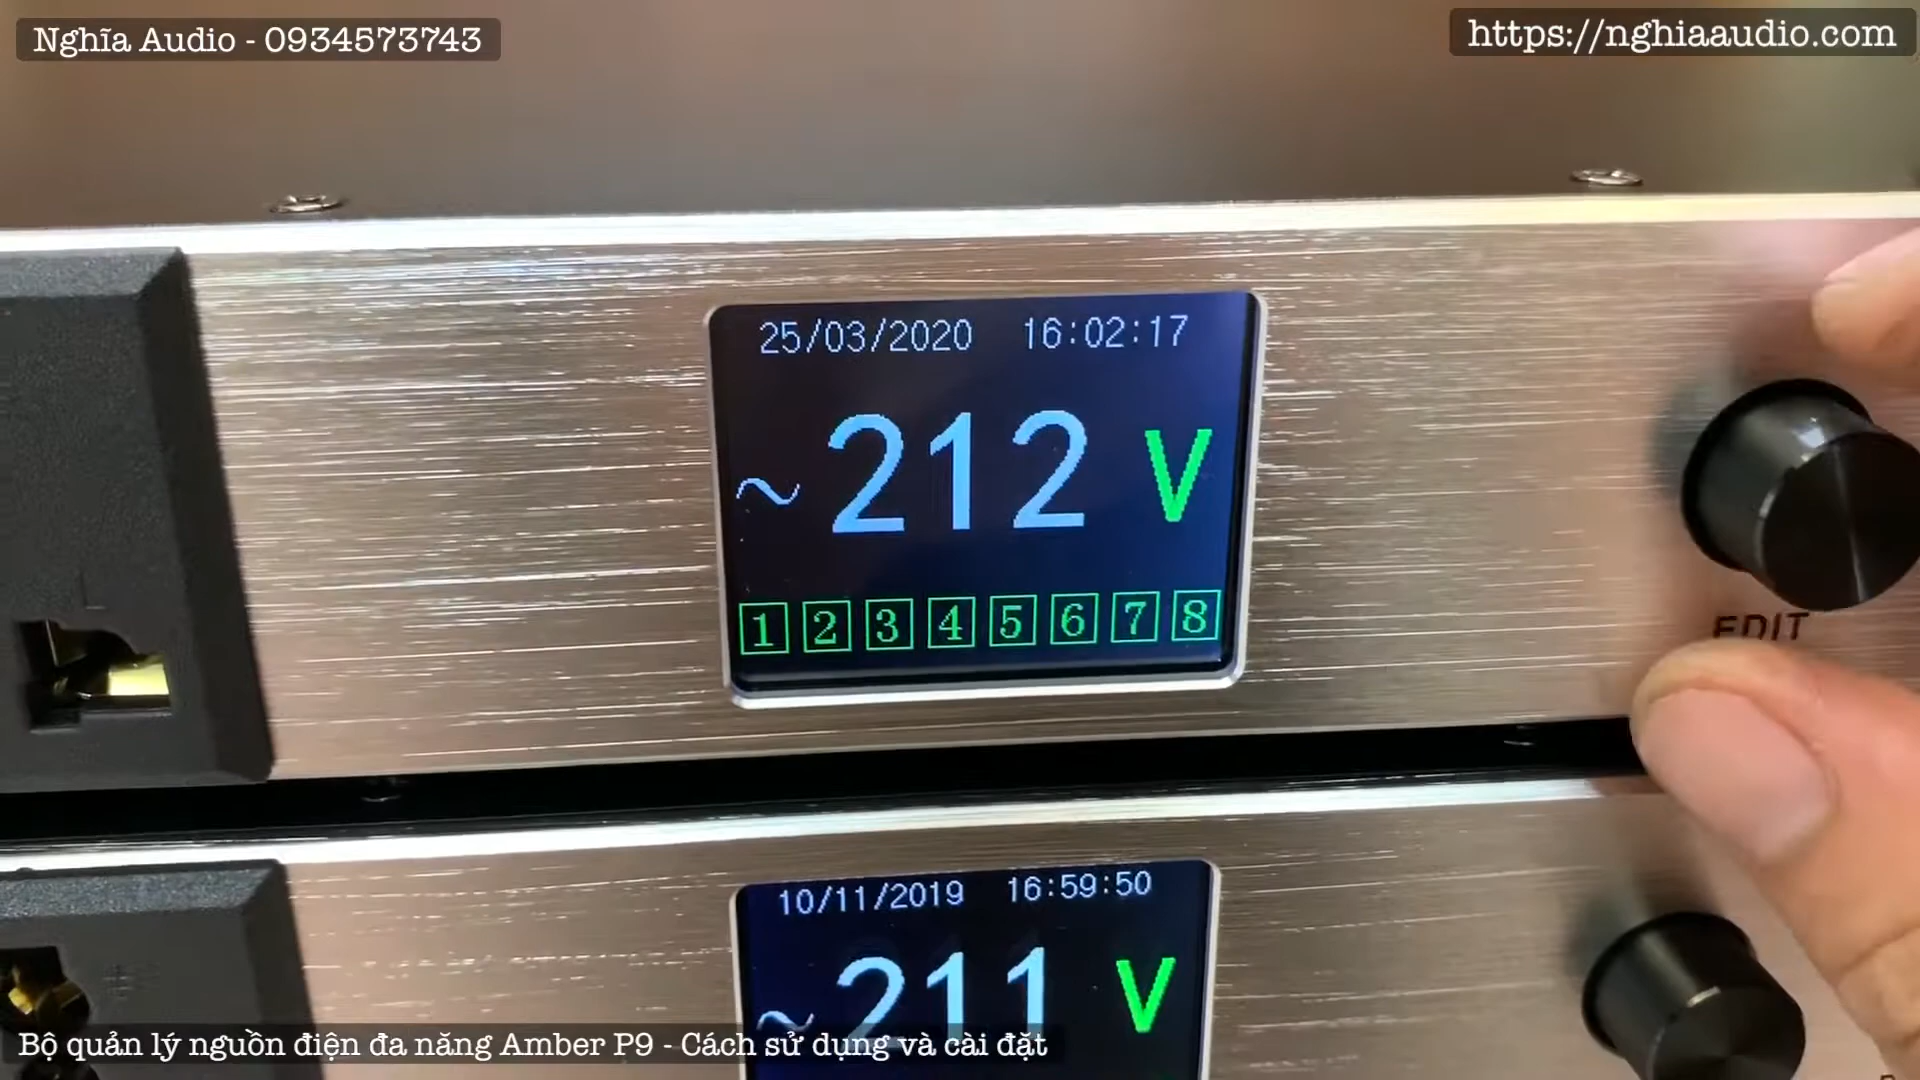 Nghĩa Audio - 0934573743
https://nghiaaudio.com
25/03/2020 16:02:17
~212 V
1 2 3 4 5 6 7 8
EDIT
10/11/2019 16:59:50
~211 V
Bộ quản lý nguồn điện đa năng Amber P9 - Cách sử dụng và cài đặt